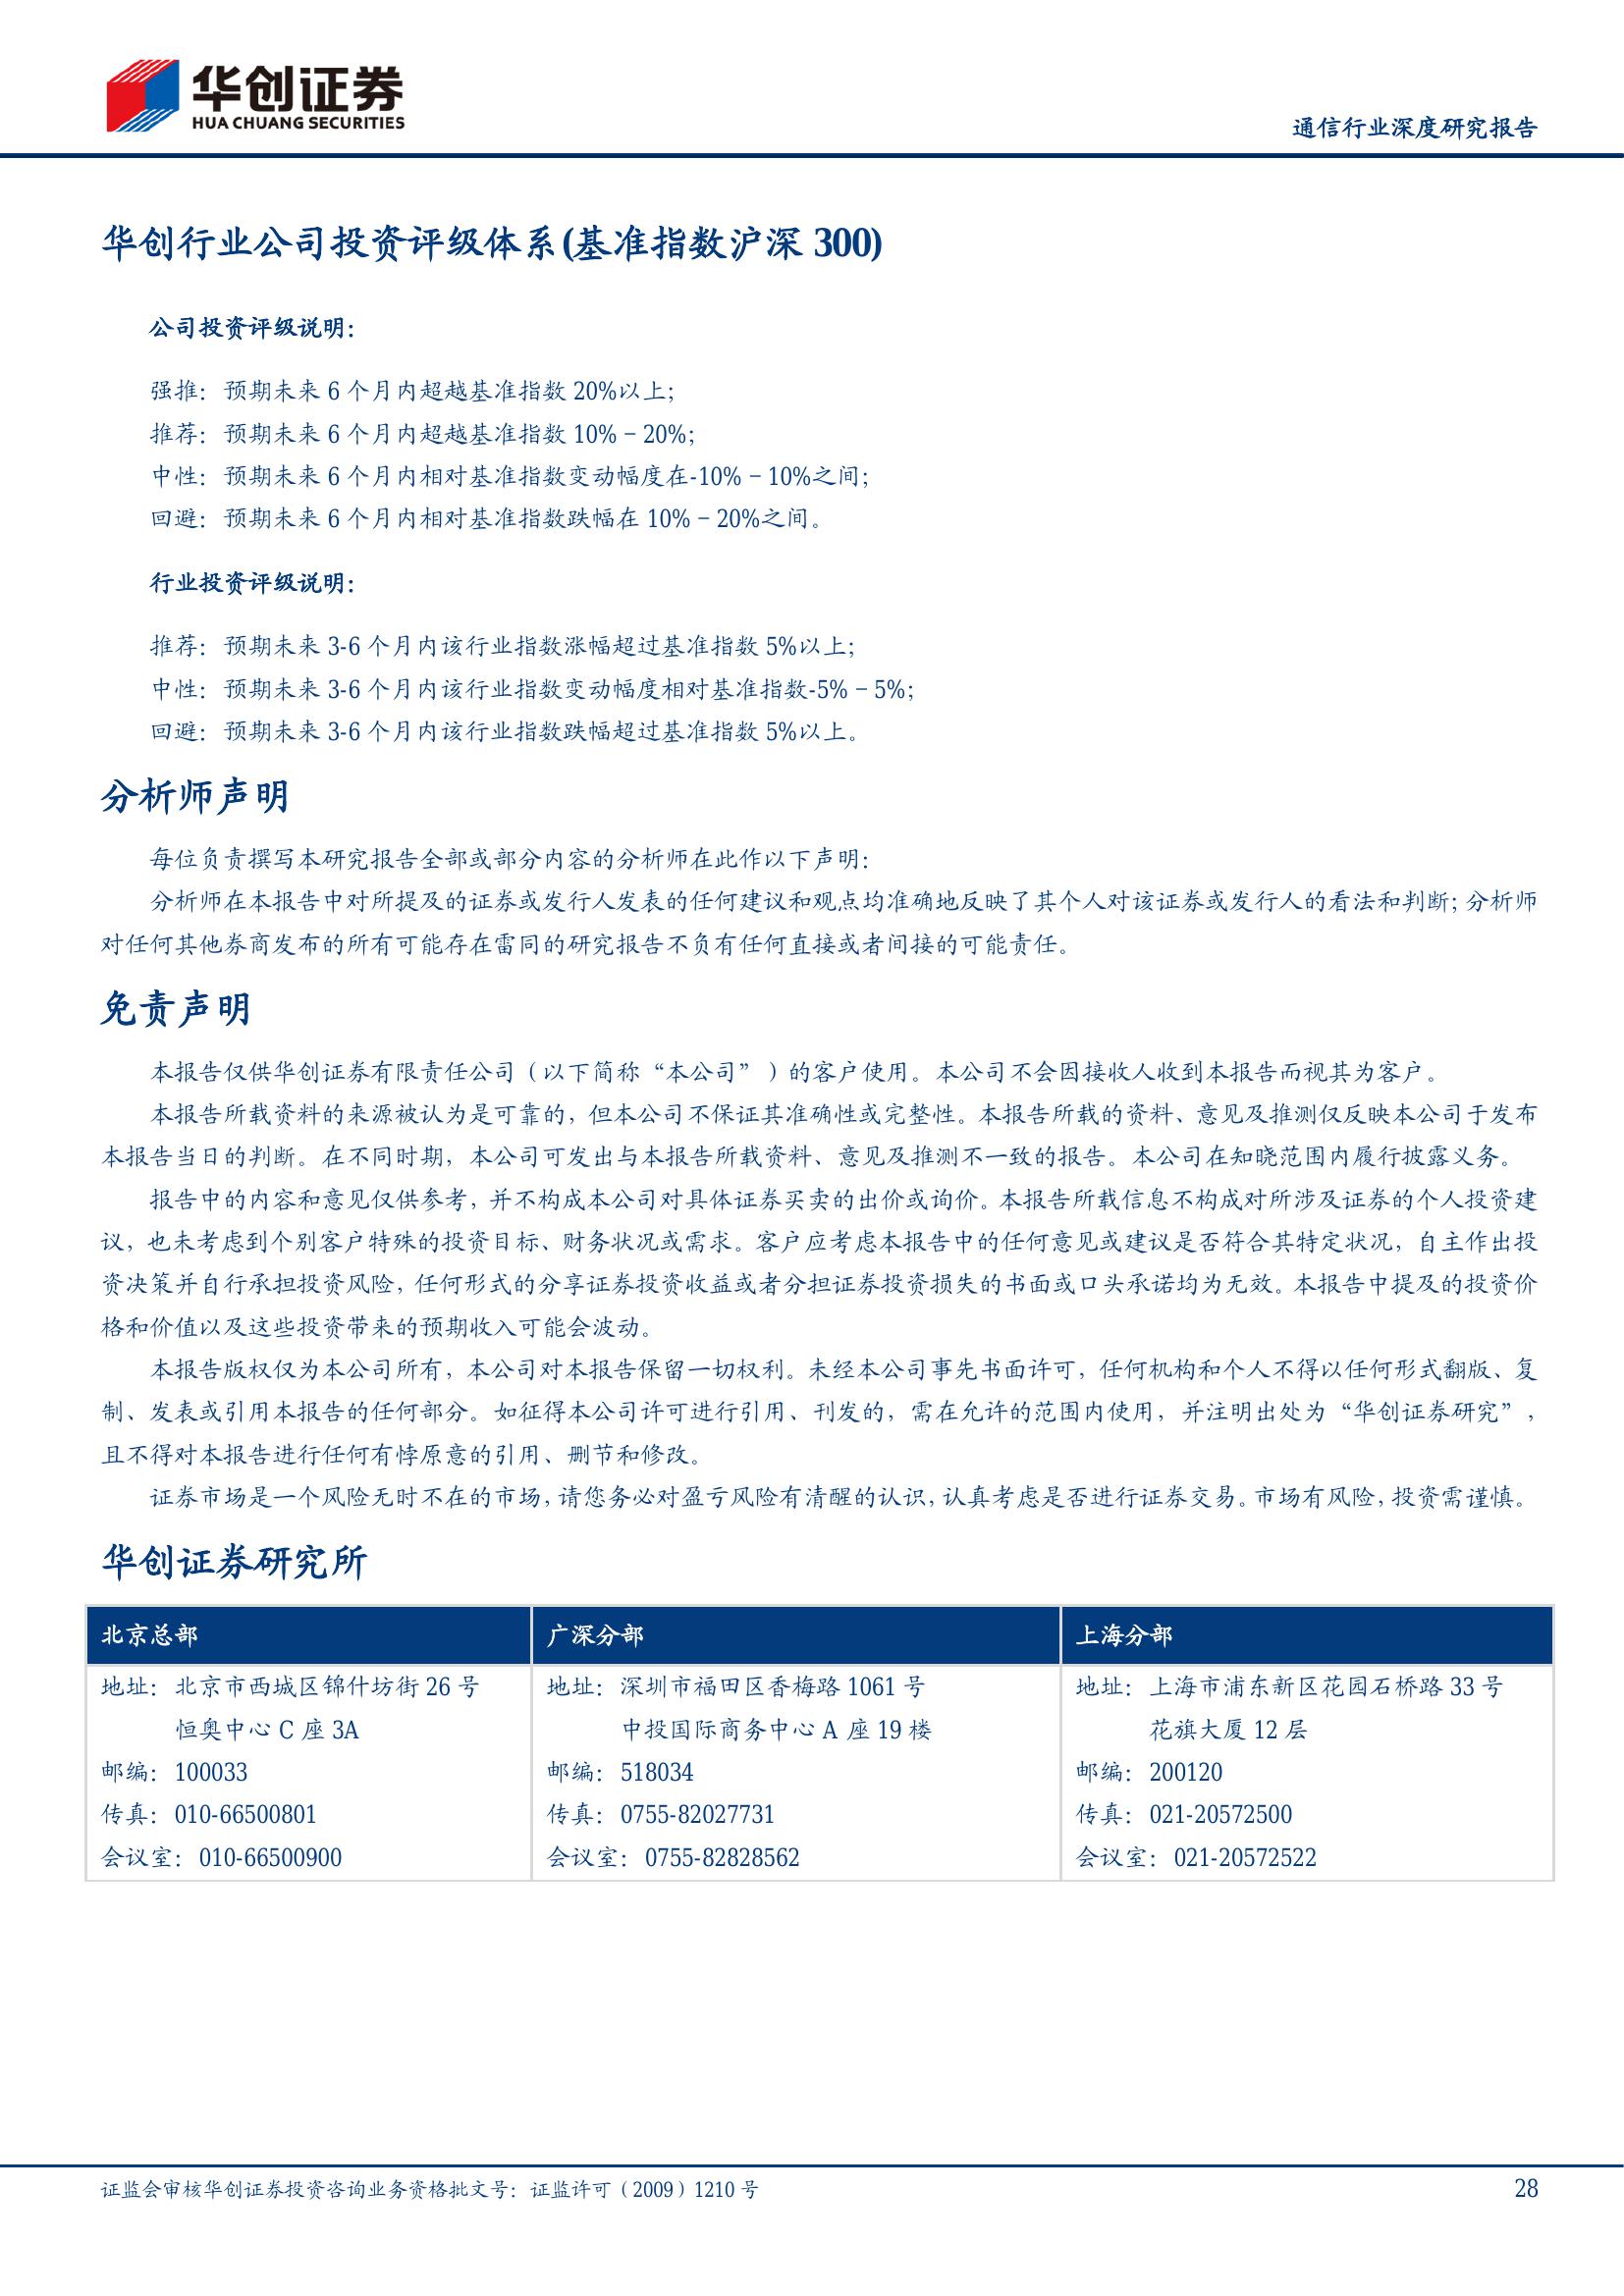 华创证券
HUA CHUANG SECURITIES
通信行业深度研究报告
华创行业公司投资评级体系(基准指数沪深 300)
公司投资评级说明：
强推：预期未来 6 个月内超越基准指数 20%以上；
推荐：预期未来 6 个月内超越基准指数 10%－20%；
中性：预期未来 6 个月内相对基准指数变动幅度在-10%－10%之间；
回避：预期未来 6 个月内相对基准指数跌幅在 10%－20%之间。
行业投资评级说明：
推荐：预期未来 3-6 个月内该行业指数涨幅超过基准指数 5%以上；
中性：预期未来 3-6 个月内该行业指数变动幅度相对基准指数-5%－5%；
回避：预期未来 3-6 个月内该行业指数跌幅超过基准指数 5%以上。
分析师声明
每位负责撰写本研究报告全部或部分内容的分析师在此作以下声明：
分析师在本报告中对所提及的证券或发行人发表的任何建议和观点均准确地反映了其个人对该证券或发行人的看法和判断；分析师
对任何其他券商发布的所有可能存在雷同的研究报告不负有任何直接或者间接的可能责任。
免责声明
本报告仅供华创证券有限责任公司（以下简称“本公司”）的客户使用。本公司不会因接收人收到本报告而视其为客户。
本报告所载资料的来源被认为是可靠的，但本公司不保证其准确性或完整性。本报告所载的资料、意见及推测仅反映本公司于发布
本报告当日的判断。在不同时期，本公司可发出与本报告所载资料、意见及推测不一致的报告。本公司在知晓范围内履行披露义务。
报告中的内容和意见仅供参考，并不构成本公司对具体证券买卖的出价或询价。本报告所载信息不构成对所涉及证券的个人投资建
议，也未考虑到个别客户特殊的投资目标、财务状况或需求。客户应考虑本报告中的任何意见或建议是否符合其特定状况，自主作出投
资决策并自行承担投资风险，任何形式的分享证券投资收益或者分担证券投资损失的书面或口头承诺均为无效。本报告中提及的投资价
格和价值以及这些投资带来的预期收入可能会波动。
本报告版权仅为本公司所有，本公司对本报告保留一切权利。未经本公司事先书面许可，任何机构和个人不得以任何形式翻版、复
制、发表或引用本报告的任何部分。如征得本公司许可进行引用、刊发的，需在允许的范围内使用，并注明出处为“华创证券研究”，
且不得对本报告进行任何有悖原意的引用、删节和修改。
证券市场是一个风险无时不在的市场，请您务必对盈亏风险有清醒的认识，认真考虑是否进行证券交易。市场有风险，投资需谨慎。
华创证券研究所
北京总部
地址：北京市西城区锦什坊街 26 号
恒奥中心 C 座 3A
邮编：100033
传真：010-66500801
会议室：010-66500900
广深分部
地址：深圳市福田区香梅路 1061 号
中投国际商务中心 A 座 19 楼
邮编：518034
传真：0755-82027731
会议室：0755-82828562
上海分部
地址：上海市浦东新区花园石桥路 33 号
花旗大厦 12 层
邮编：200120
传真：021-20572500
会议室：021-20572522
证监会审核华创证券投资咨询业务资格批文号：证监许可（2009）1210 号
28